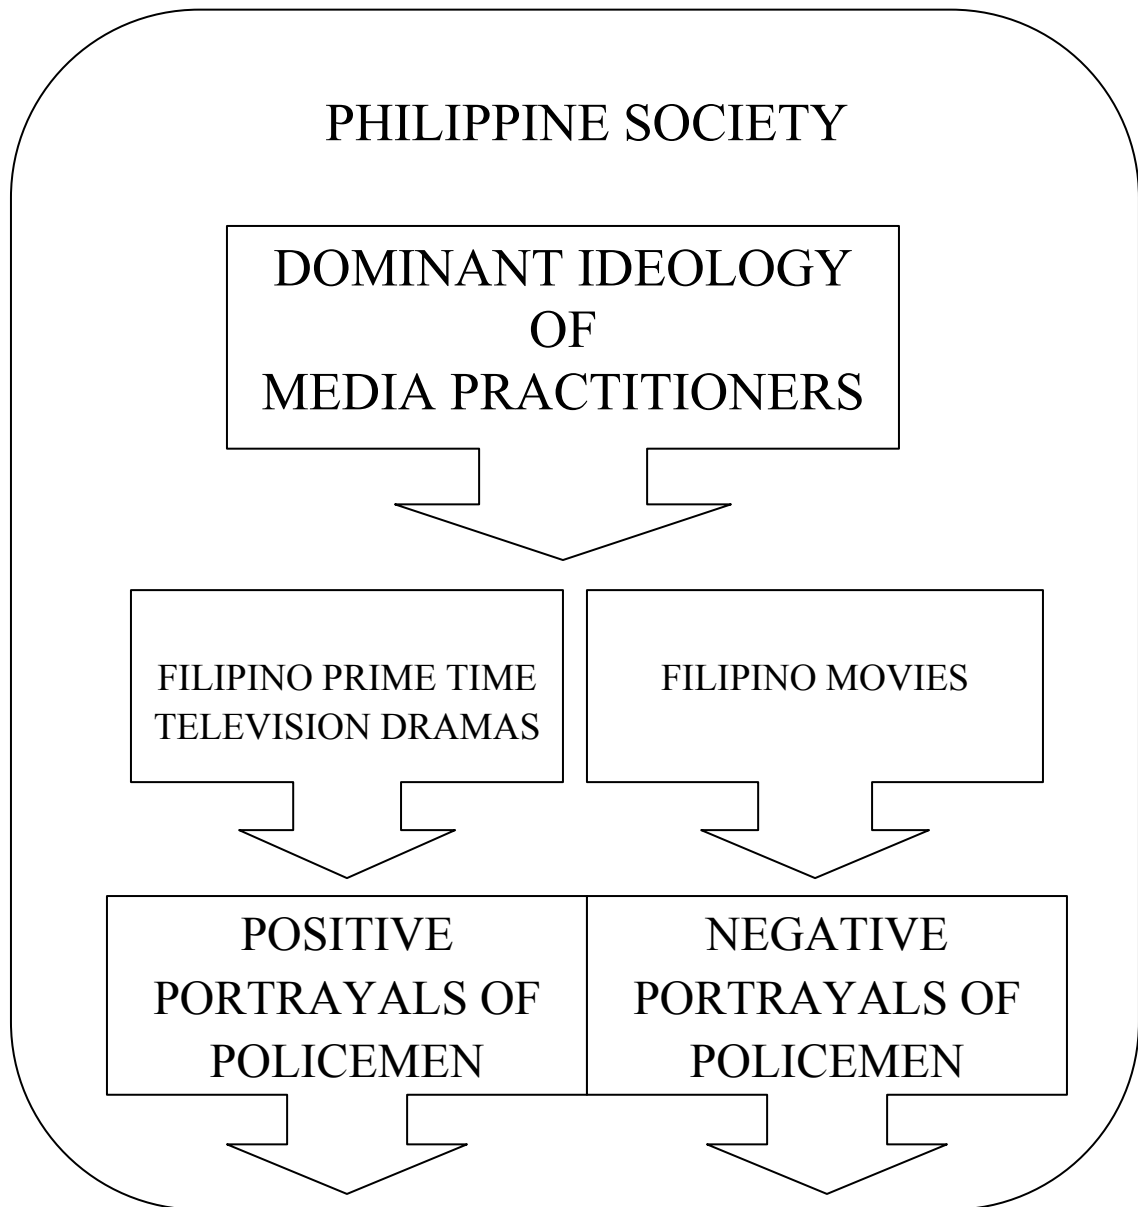 PHILIPPINE SOCIETY
DOMINANT IDEOLOGY
OF
MEDIA PRACTITIONERS
FILIPINO PRIME TIME
TELEVISION DRAMAS
FILIPINO MOVIES
POSITIVE
PORTRAYALS OF
POLICEMEN
NEGATIVE
PORTRAYALS OF
POLICEMEN